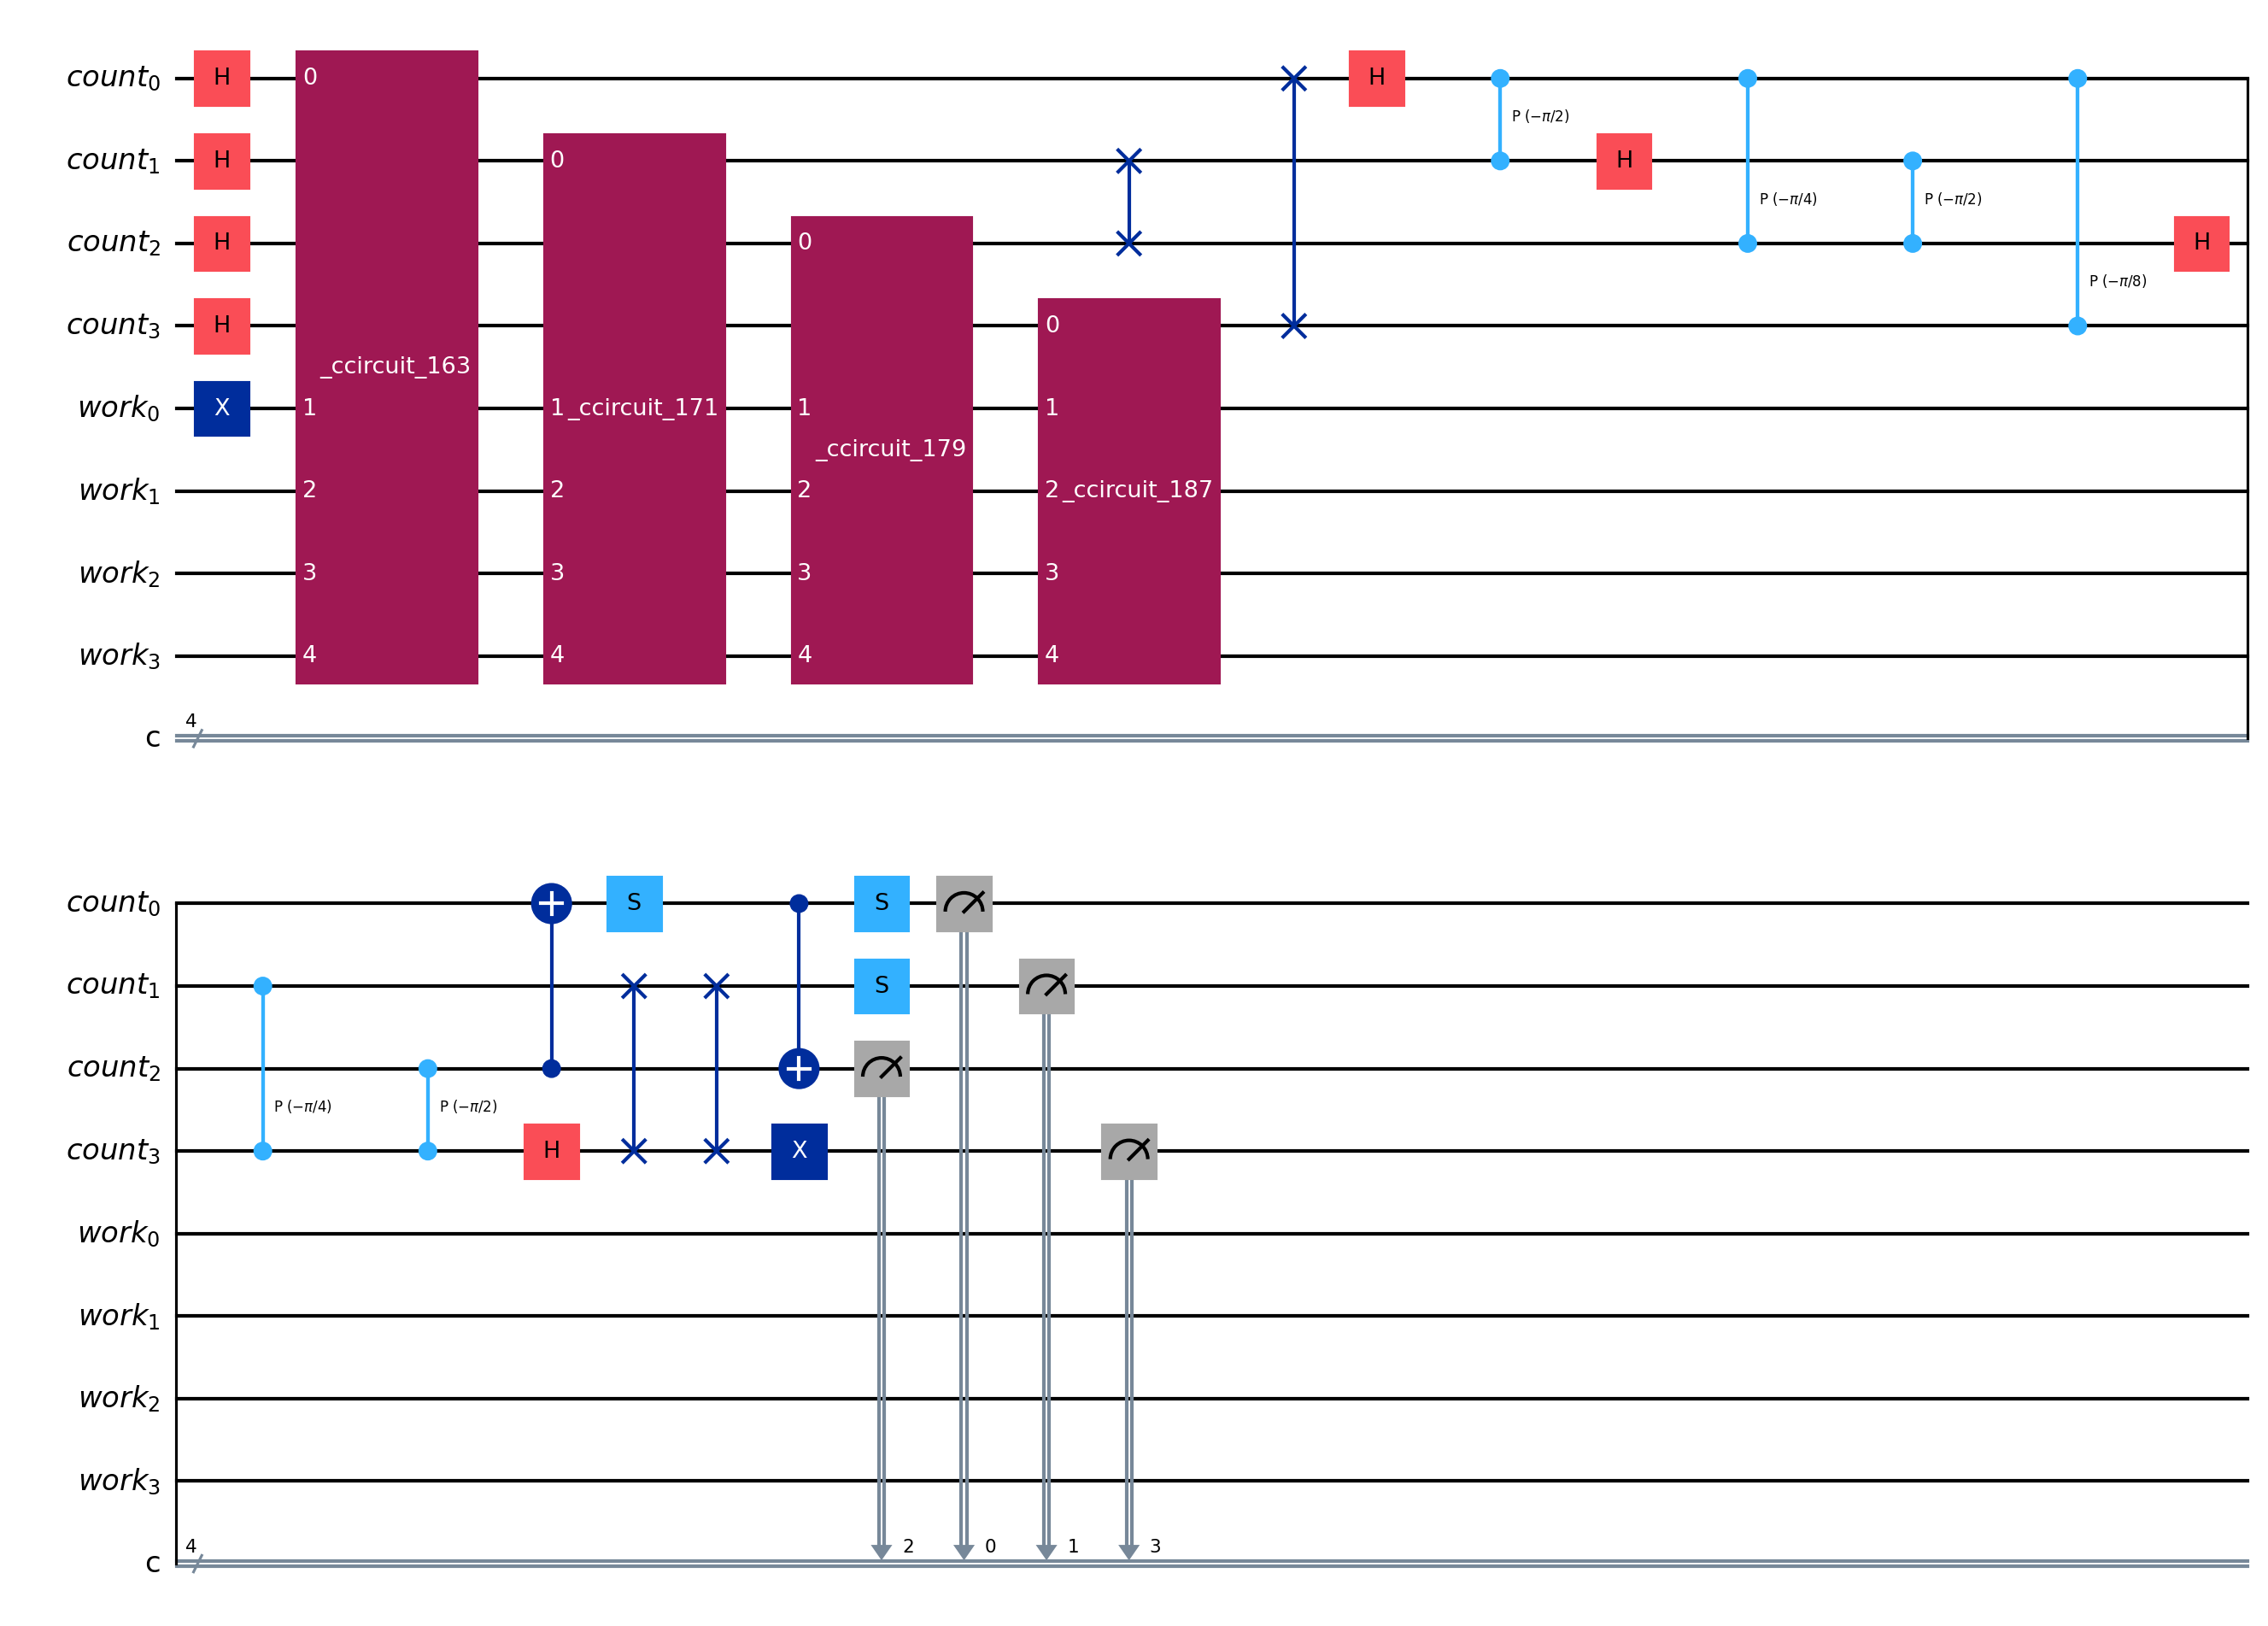 count0 H 0 H
P (−π/2)
count1 H 0 H
P (−π/4) P (−π/2)
count2 H 0 H
P (−π/8)
count3 H 0
_ccircuit_163
work0 X 1 1 _ccircuit_171 1 1
_ccircuit_179
work1 2 2 2 2 _ccircuit_187
work2 3 3 3 3
work3 4 4 4 4
4
c
count0 S S
count1 S
count2
P (−π/4) P (−π/2)
count3 H X
work0
work1
work2
work3
4 2 0 1 3
c